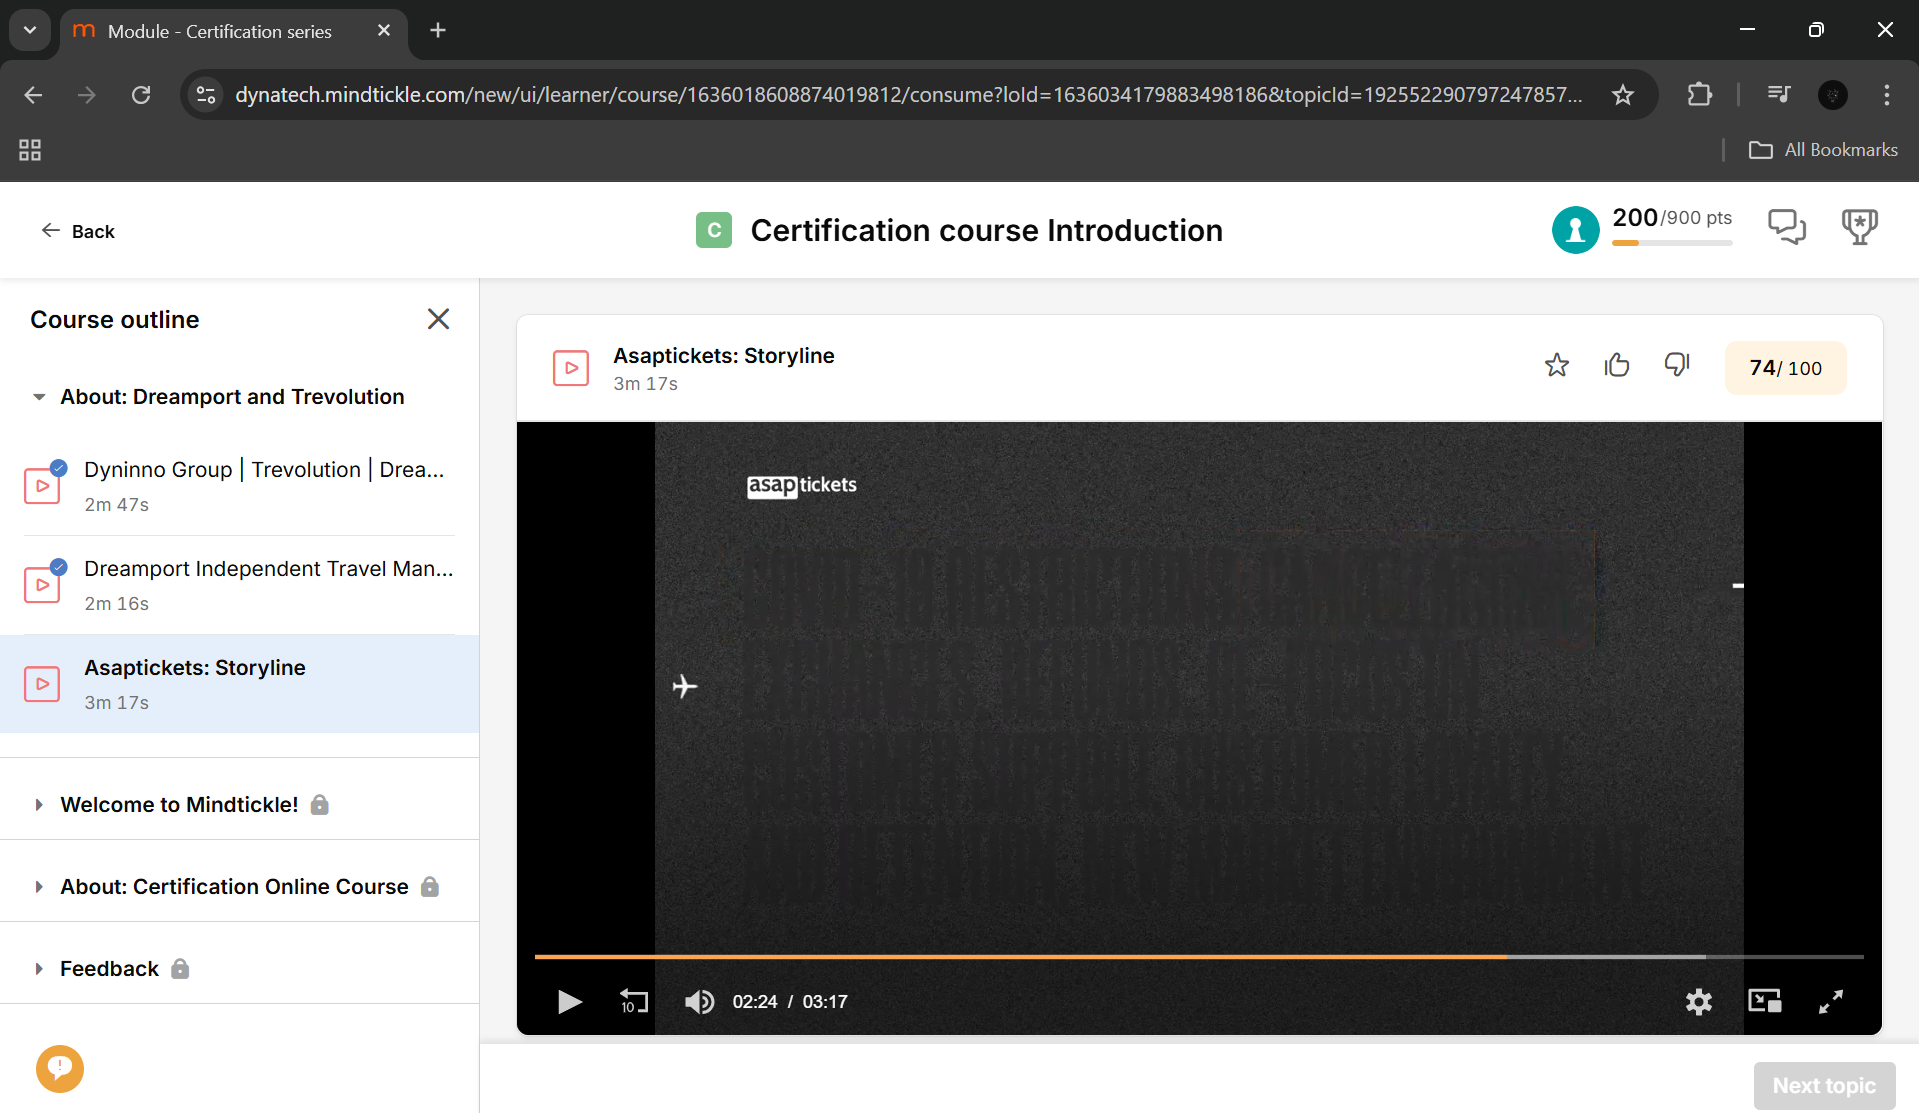 Module - Certification series
dynatech.mindtickle.com/new/ui/learner/course/1636018608874019812/consume?loId=1636034179883498186&topicId=192552290797247857...
All Bookmarks
Back
C
Certification course Introduction
200/900 pts
Course outline
About: Dreamport and Trevolution
Dyninno Group | Trevolution | Drea...
2m 47s
Dreamport Independent Travel Man...
2m 16s
Asaptickets: Storyline
3m 17s
Welcome to Mindtickle!
About: Certification Online Course
Feedback
Asaptickets: Storyline
3m 17s
74/ 100
asaptickets
10
02:24 / 03:17
Next topic